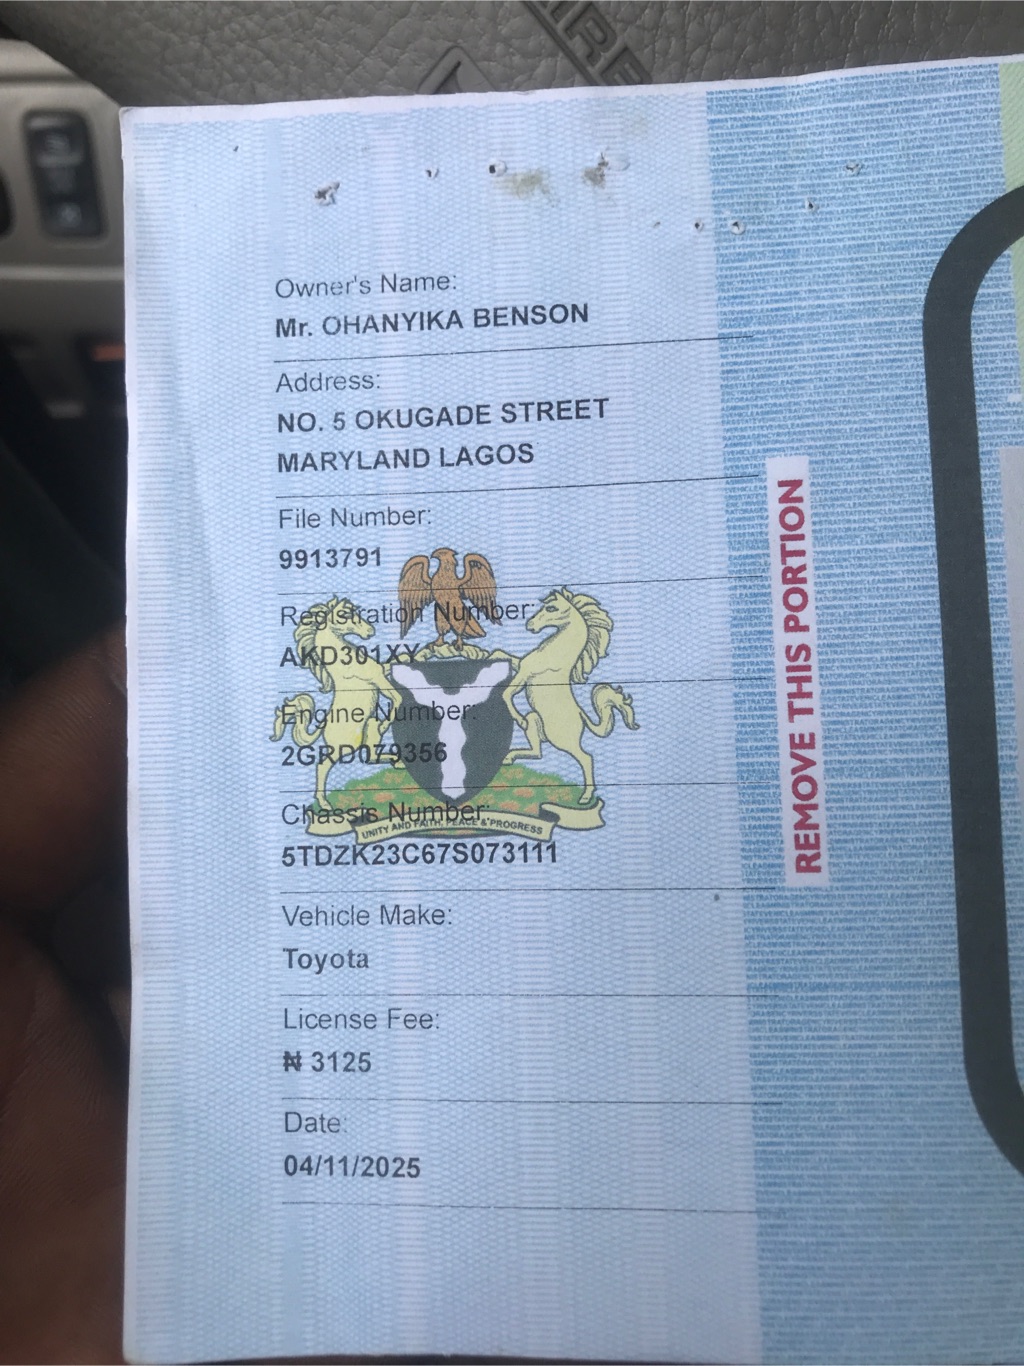 AIRB
Owner's Name:
Mr. OHANYIKA BENSON
Address:
NO. 5 OKUGADE STREET
MARYLAND LAGOS
File Number:
9913791
Registration Number:
AKD301XY
Engine Number:
2GRD079356
Chassis Number:
UNITY AND FAITH, PEACE & PROGRESS
5TDZK23C67S073111
Vehicle Make:
Toyota
License Fee:
₦ 3125
Date:
04/11/2025
REMOVE THIS PORTION